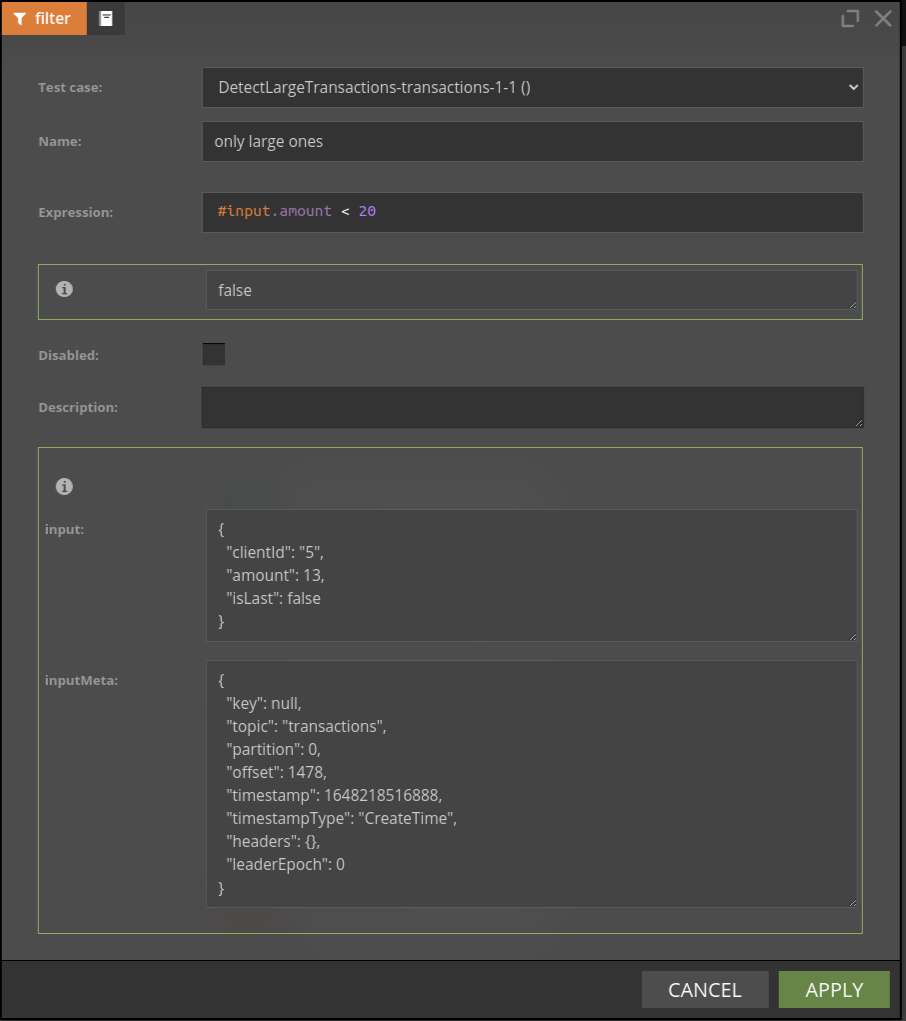 filter
Test case: DetectLargeTransactions-transactions-1-1 ()
Name: only large ones
Expression: #input.amount < 20
false
Disabled:
Description:
input:
{
"clientId": "5",
"amount": 13,
"isLast": false
}
inputMeta:
{
"key": null,
"topic": "transactions",
"partition": 0,
"offset": 1478,
"timestamp": 1648218516888,
"timestampType": "CreateTime",
"headers": {},
"leaderEpoch": 0
}
CANCEL APPLY